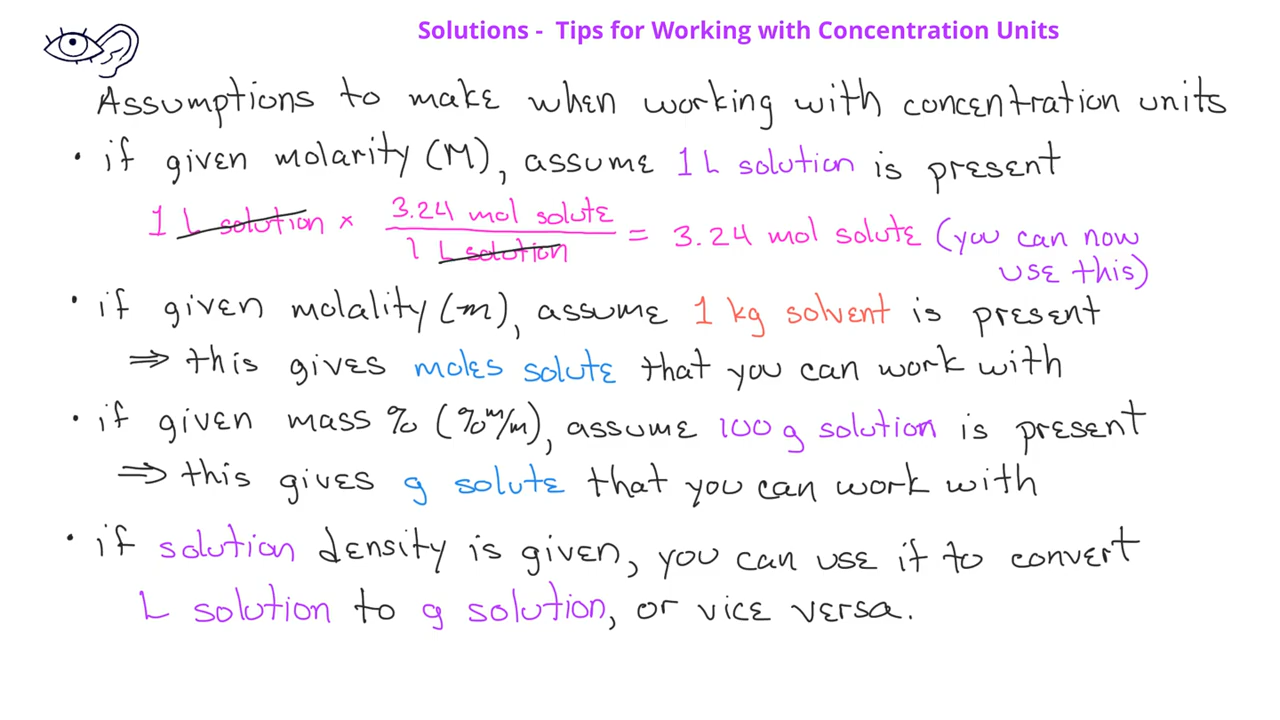 Solutions - Tips for Working with Concentration Units
Assumptions to make when working with concentration units
• if given molarity (M), assume 1 L solution is present
1 L solution × 3.24 mol solute / 1 L solution = 3.24 mol solute (you can now
use this)
• if given molality (m), assume 1 kg solvent is present
⇒ this gives moles solute that you can work with
• if given mass % (% m/m), assume 100 g solution is present
⇒ this gives g solute that you can work with
• if solution density is given, you can use it to convert
L solution to g solution, or vice versa.